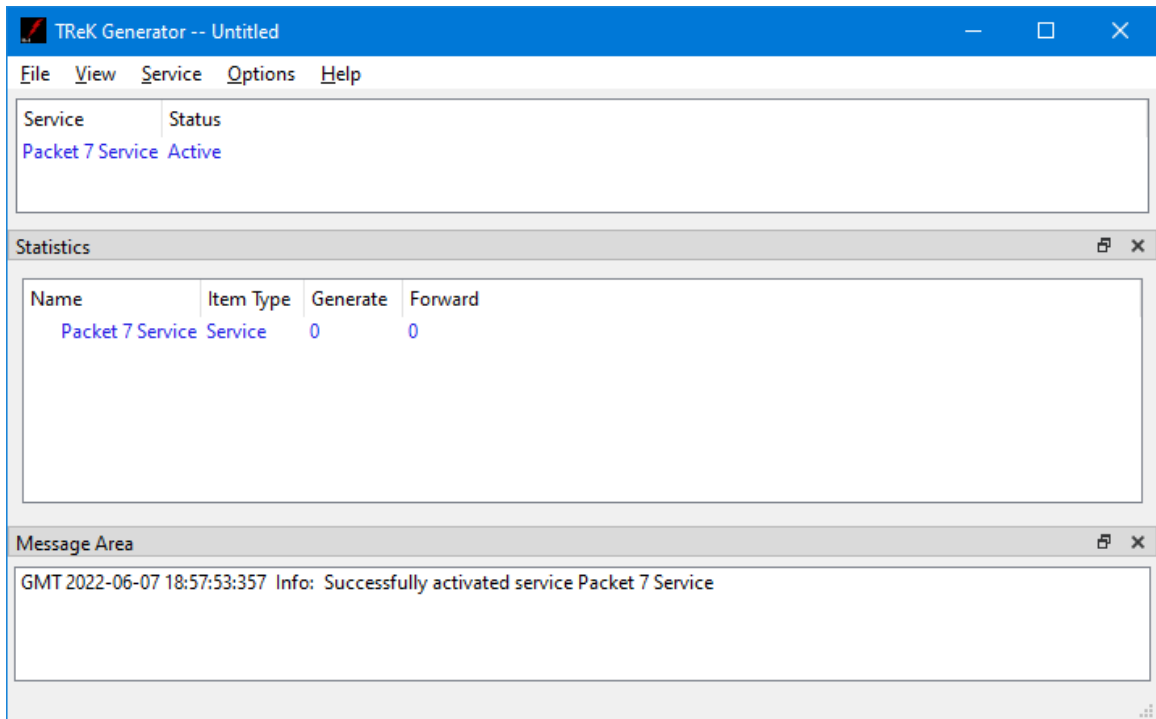 TReK Generator -- Untitled
File View Service Options Help
Service Status
Packet 7 Service Active
Statistics
Name Item Type Generate Forward
Packet 7 Service Service 0 0
Message Area
GMT 2022-06-07 18:57:53:357 Info: Successfully activated service Packet 7 Service